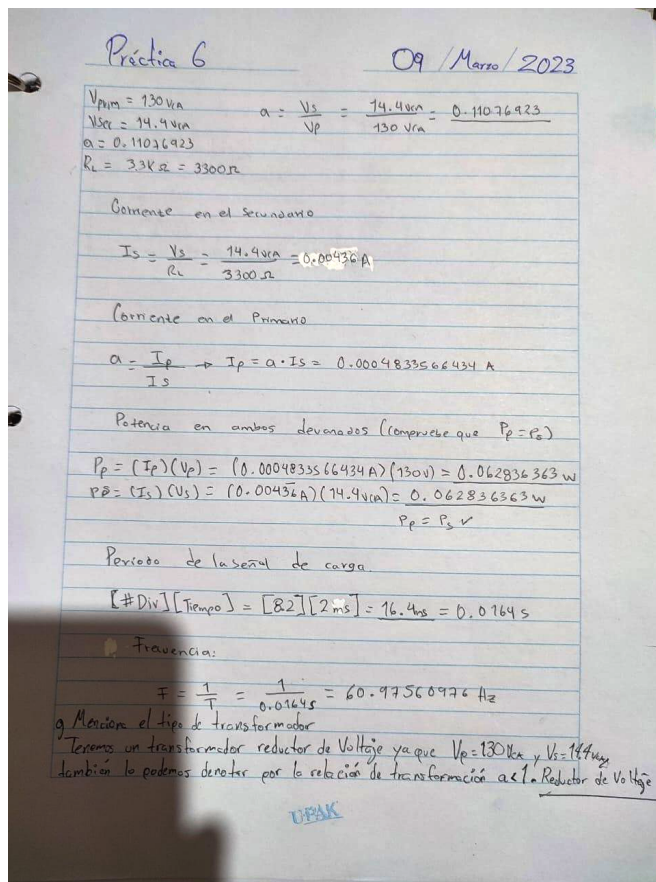 Práctica 6 09/Marzo/2023
Vprim = 130 VCA a = Vs/Vp = 14.4VCA/130 VCA = 0.11076923
VSec = 14.4 VCA
a = 0.11076923
RL = 3.3KΩ = 3300Ω
Corriente en el Secundario
Is = Vs/RL = 14.4VCA/3300Ω = 0.00436 A
Corriente en el Primario
a = Ip/Is → Ip = a · Is = 0.0004833566434 A
Potencia en ambos devanados (compruebe que Pp = Ps)
Pp = (Ip)(Vp) = (0.0004833566434A)(130V) = 0.062836363 w
Ps = (Is)(Vs) = (0.00436A)(14.4VCA) = 0.062836363 w
Pp = Ps ✓
Periodo de la señal de carga.
[#Div][Tiempo] = [8.2][2ms] = 16.4ms = 0.0164 s
Fracuencia:
F = 1/T = 1/0.0164s = 60.97560976 Hz
g Mencione el tipo de transformador
Tenemos un transformador reductor de Voltaje ya que Vp=130VCA y Vs=14.4VCA,
también lo podemos denotar por la relación de transformación a<1. Reductor de Voltaje
UPAK